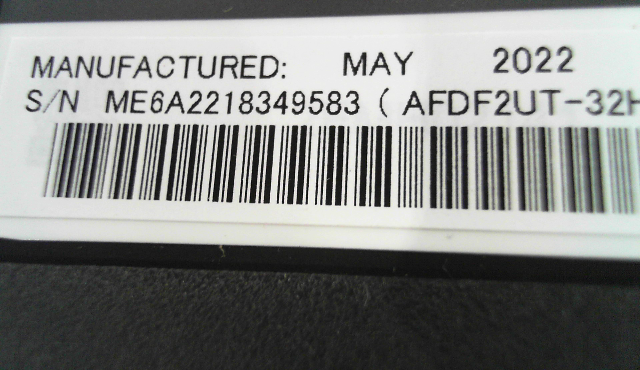 MANUFACTURED: MAY 2022
S/N ME6A2218349583 ( AFDF2UT-32H